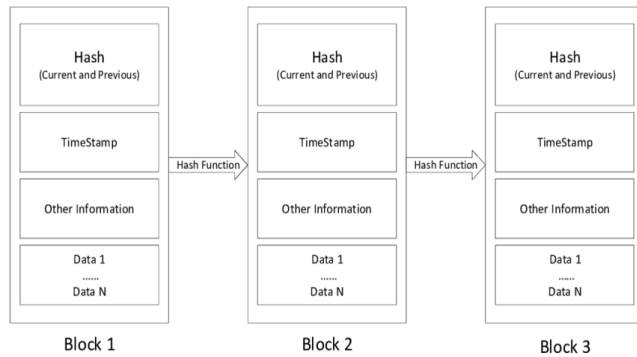 Hash
(Current and Previous)
TimeStamp
Other Information
Data 1
......
Data N
Block 1
Hash Function
Hash
(Current and Previous)
TimeStamp
Other Information
Data 1
......
Data N
Block 2
Hash Function
Hash
(Current and Previous)
TimeStamp
Other Information
Data 1
......
Data N
Block 3